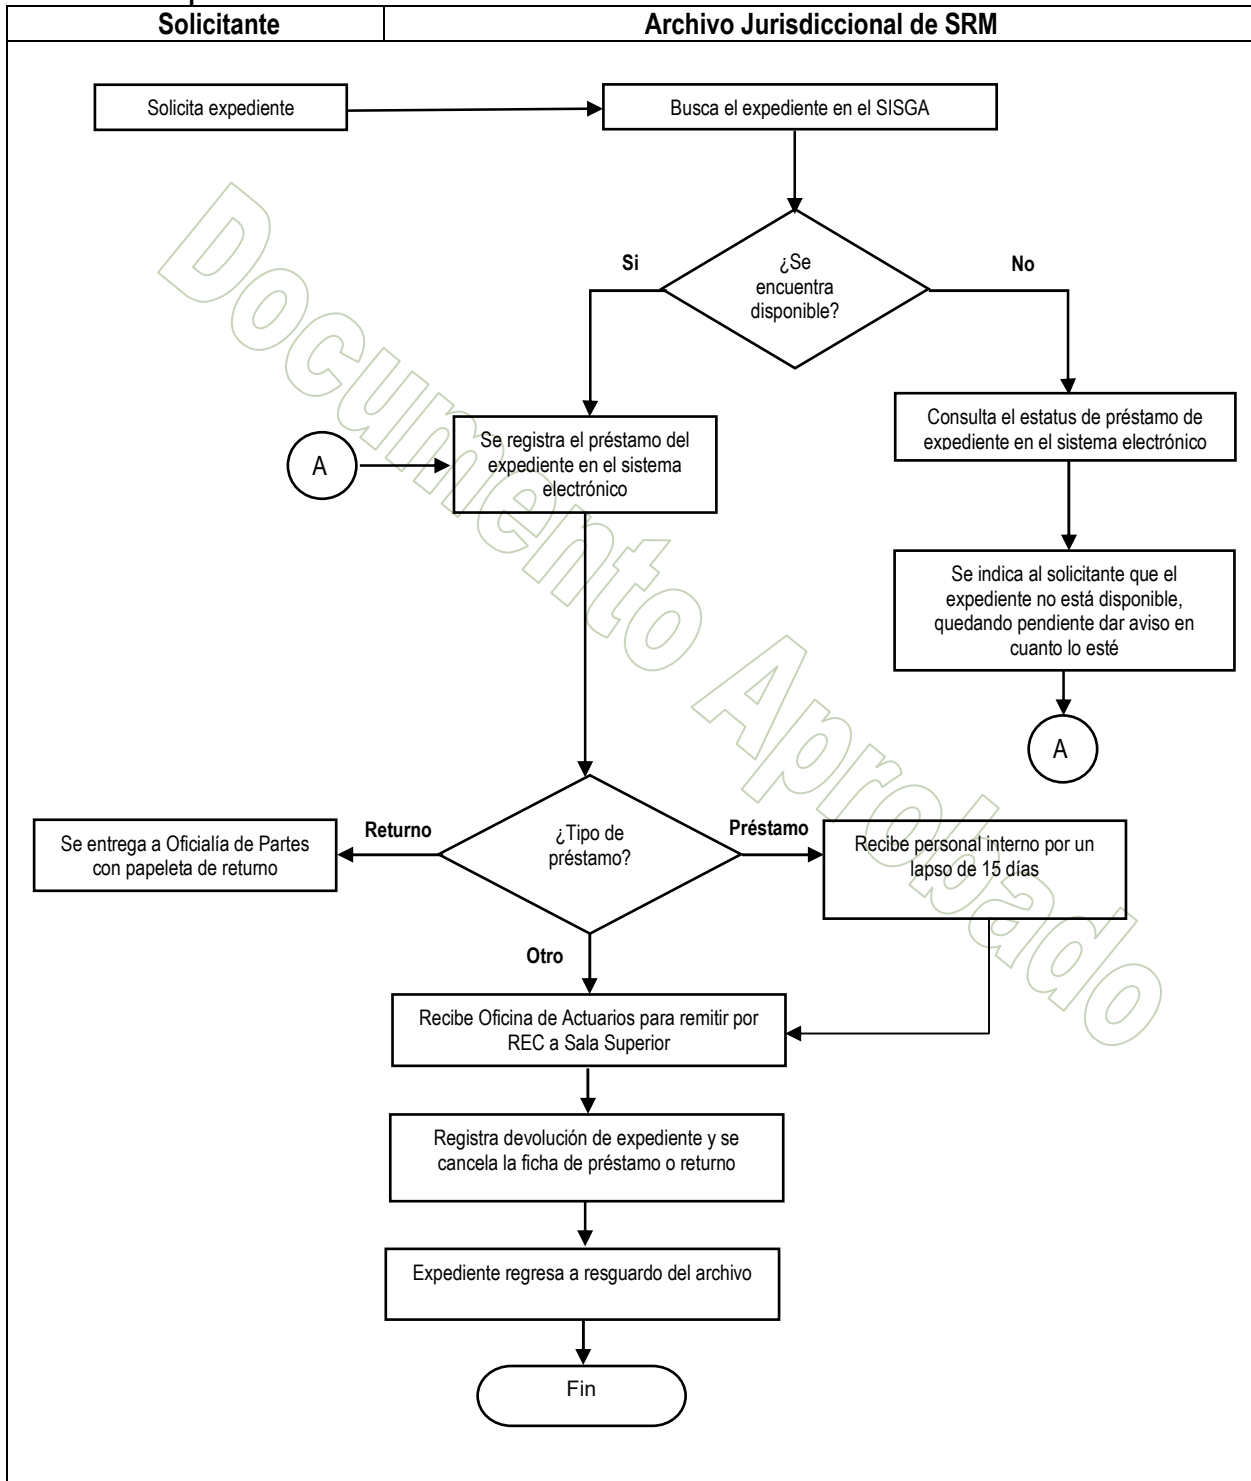 Solicitante
Archivo Jurisdiccional de SRM
Solicita expediente
Busca el expediente en el SISGA
¿Se
encuentra
disponible?
Si
No
Consulta el estatus de préstamo de
expediente en el sistema electrónico
Se registra el préstamo del
expediente en el sistema
electrónico
A
Se indica al solicitante que el
expediente no está disponible,
quedando pendiente dar aviso en
cuanto lo esté
A
¿Tipo de
préstamo?
Returno
Préstamo
Otro
Se entrega a Oficialía de Partes
con papeleta de returno
Recibe personal interno por un
lapso de 15 días
Recibe Oficina de Actuarios para remitir por
REC a Sala Superior
Registra devolución de expediente y se
cancela la ficha de préstamo o returno
Expediente regresa a resguardo del archivo
Fin
Documento Aprobado